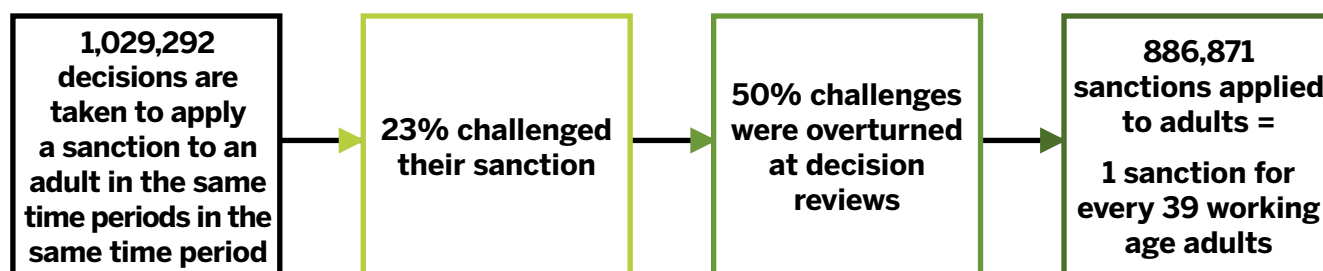 1,029,292
decisions are
taken to apply
a sanction to an
adult in the same
time periods in the
same time period
23% challenged
their sanction
50% challenges
were overturned
at decision
reviews
886,871
sanctions applied
to adults =
1 sanction for
every 39 working
age adults